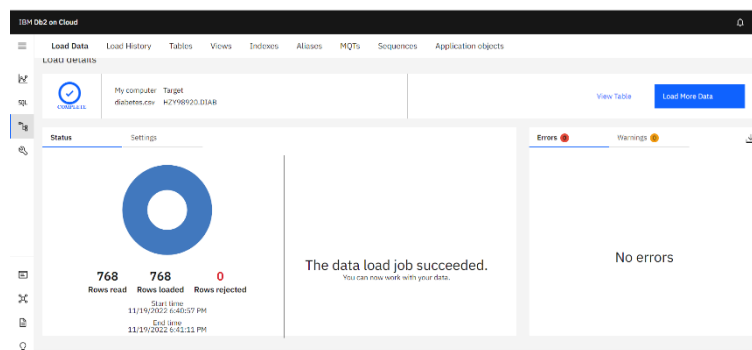 IBM Db2 on Cloud
Load Data Load History Tables Views Indexes Aliases MQTs Sequences Application objects
Load details
COMPLETE
My computer Target
diabetes.csv HZY98920.DIAB
View Table
Load More Data
SQL
Status Settings
Errors 0 Warnings 0
768 768 0
Rows read Rows loaded Rows rejected
Start time
11/19/2022 6:40:57 PM
End time
11/19/2022 6:41:11 PM
The data load job succeeded.
You can now work with your data.
No errors